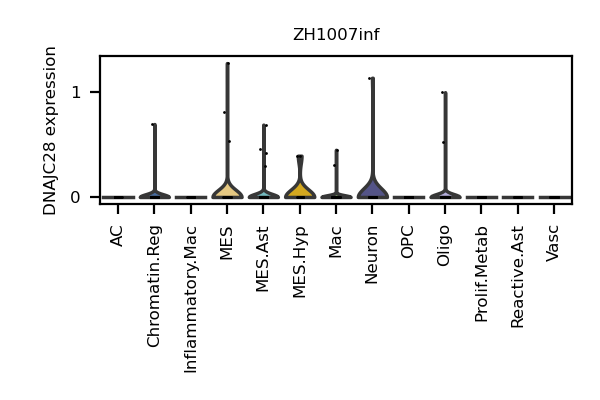 ZH1007inf
DNAJC28 expression
1
0
AC
Chromatin.Reg
Inflammatory.Mac
MES
MES.Ast
MES.Hyp
Mac
Neuron
OPC
Oligo
Prolif.Metab
Reactive.Ast
Vasc